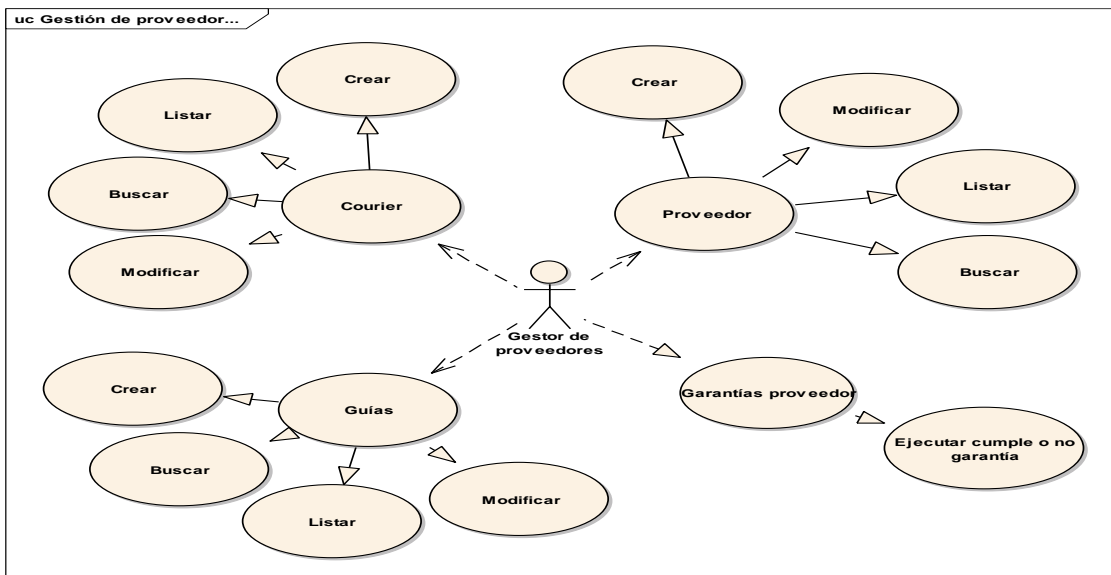 uc Gestión de proveedor...
Crear
Listar
Buscar
Courier
Modificar
Crear
Modificar
Listar
Proveedor
Buscar
Gestor de
proveedores
Crear
Guías
Buscar
Listar
Modificar
Garantías proveedor
Ejecutar cumple o no
garantía